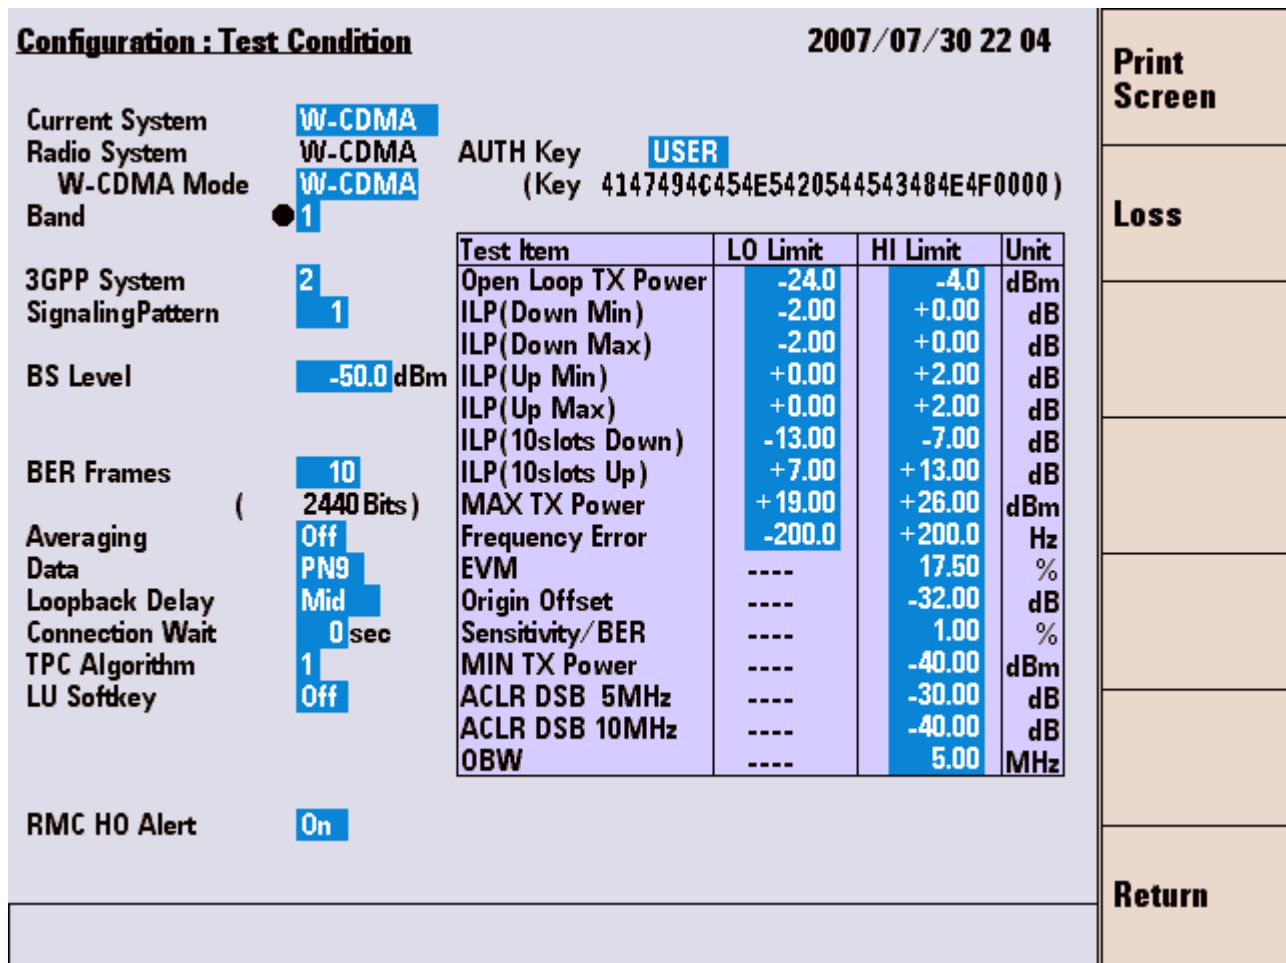 Configuration : Test Condition 2007/07/30 22 04
Current System W-CDMA
Radio System W-CDMA AUTH Key USER
W-CDMA Mode W-CDMA (Key 4147494C454E5420544543484E4F0000)
Band 1
3GPP System 2
SignalingPattern 1
BS Level -50.0 dBm
BER Frames 10
( 2440 Bits)
Averaging Off
Data PN9
Loopback Delay Mid
Connection Wait 0 sec
TPC Algorithm 1
LU Softkey Off
RMC HO Alert On
Test Item LO Limit HI Limit Unit
Open Loop TX Power -24.0 -4.0 dBm
ILP(Down Min) -2.00 +0.00 dB
ILP(Down Max) -2.00 +0.00 dB
ILP(Up Min) +0.00 +2.00 dB
ILP(Up Max) +0.00 +2.00 dB
ILP(10slots Down) -13.00 -7.00 dB
ILP(10slots Up) +7.00 +13.00 dB
MAX TX Power +19.00 +26.00 dBm
Frequency Error -200.0 +200.0 Hz
EVM ---- 17.50 %
Origin Offset ---- -32.00 dB
Sensitivity/BER ---- 1.00 %
MIN TX Power ---- -40.00 dBm
ACLR DSB 5MHz ---- -30.00 dB
ACLR DSB 10MHz ---- -40.00 dB
OBW ---- 5.00 MHz
Print
Screen
Loss
Return